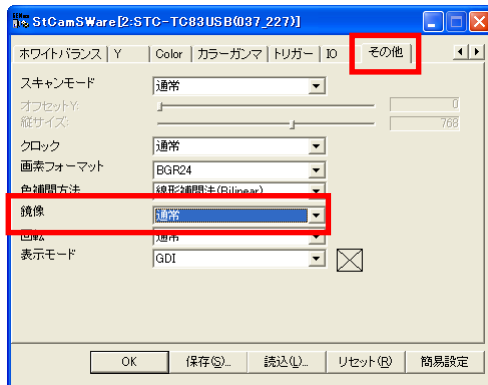 StCamSWare[2:STC-TC83USB(037_227)]
ホワイトバランス Y Color カラーガンマ トリガー IO その他
スキャンモード 通常
オフセットY: 0
縦サイズ: 768
クロック 通常
画素フォーマット BGR24
色補間方法 線形補間法(Bilinear)
鏡像 通常
回転 通常
表示モード GDI
OK 保存(S)... 読込(L)... リセット(R) 簡易設定